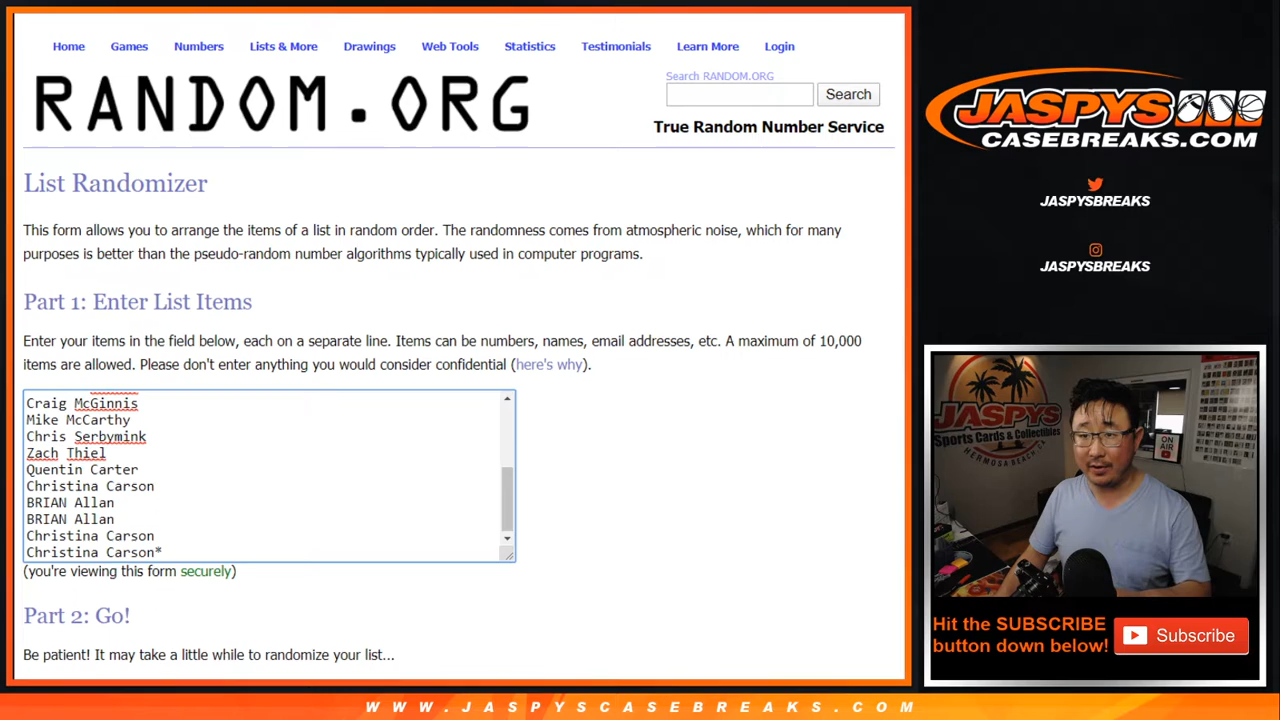 Home Games Numbers Lists & More Drawings Web Tools Statistics Testimonials Learn More Login
RANDOM.ORG
Search RANDOM.ORG
Search
True Random Number Service
List Randomizer
This form allows you to arrange the items of a list in random order. The randomness comes from atmospheric noise, which for many
purposes is better than the pseudo-random number algorithms typically used in computer programs.
Part 1: Enter List Items
Enter your items in the field below, each on a separate line. Items can be numbers, names, email addresses, etc. A maximum of 10,000
items are allowed. Please don't enter anything you would consider confidential (here's why).
Craig McGinnis
Mike McCarthy
Chris Serbymink
Zach Thiel
Quentin Carter
Christina Carson
BRIAN Allan
BRIAN Allan
Christina Carson
Christina Carson*
(you're viewing this form securely)
Part 2: Go!
Be patient! It may take a little while to randomize your list...
JASPYS
CASEBREAKS.COM
JASPYSBREAKS
JASPYSBREAKS
JASPYS
Sports Cards & Collectibles
HERMOSA BEACH, CA
ON AIR
Hit the SUBSCRIBE
button down below!
Subscribe
WWW.JASPYSCASEBREAKS.COM